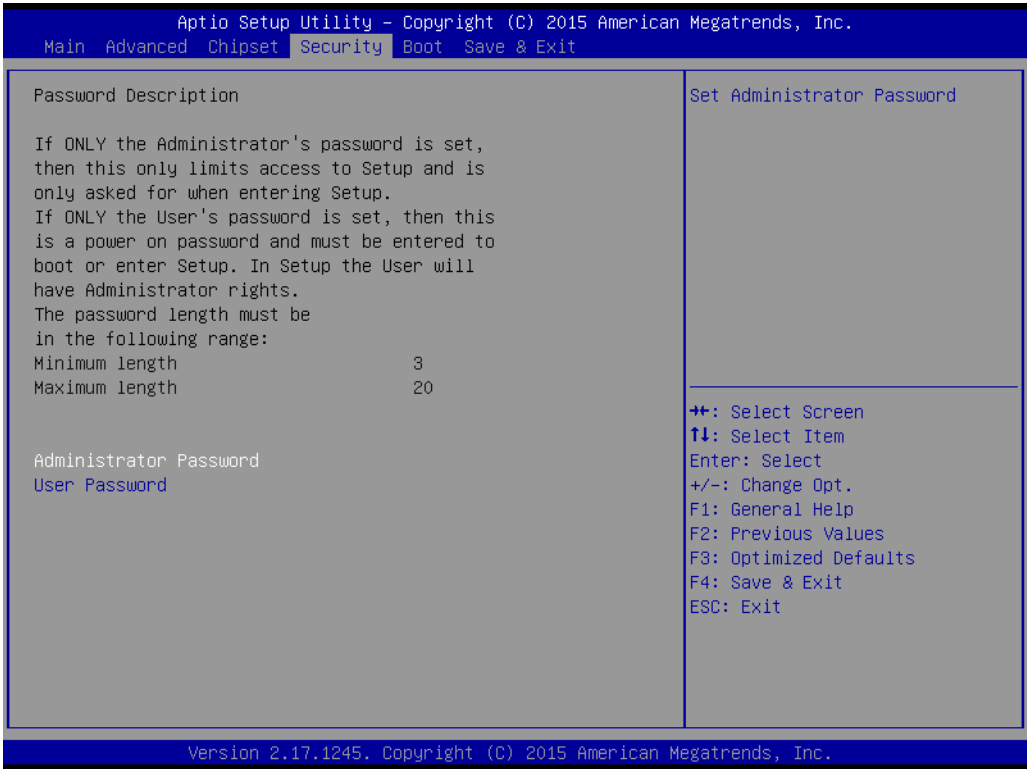 Aptio Setup Utility – Copyright (C) 2015 American Megatrends, Inc.
Main Advanced Chipset Security Boot Save & Exit
Password Description
If ONLY the Administrator's password is set,
then this only limits access to Setup and is
only asked for when entering Setup.
If ONLY the User's password is set, then this
is a power on password and must be entered to
boot or enter Setup. In Setup the User will
have Administrator rights.
The password length must be
in the following range:
Minimum length 3
Maximum length 20
Administrator Password
User Password
Set Administrator Password
→←: Select Screen
↑↓: Select Item
Enter: Select
+/-: Change Opt.
F1: General Help
F2: Previous Values
F3: Optimized Defaults
F4: Save & Exit
ESC: Exit
Version 2.17.1245. Copyright (C) 2015 American Megatrends, Inc.